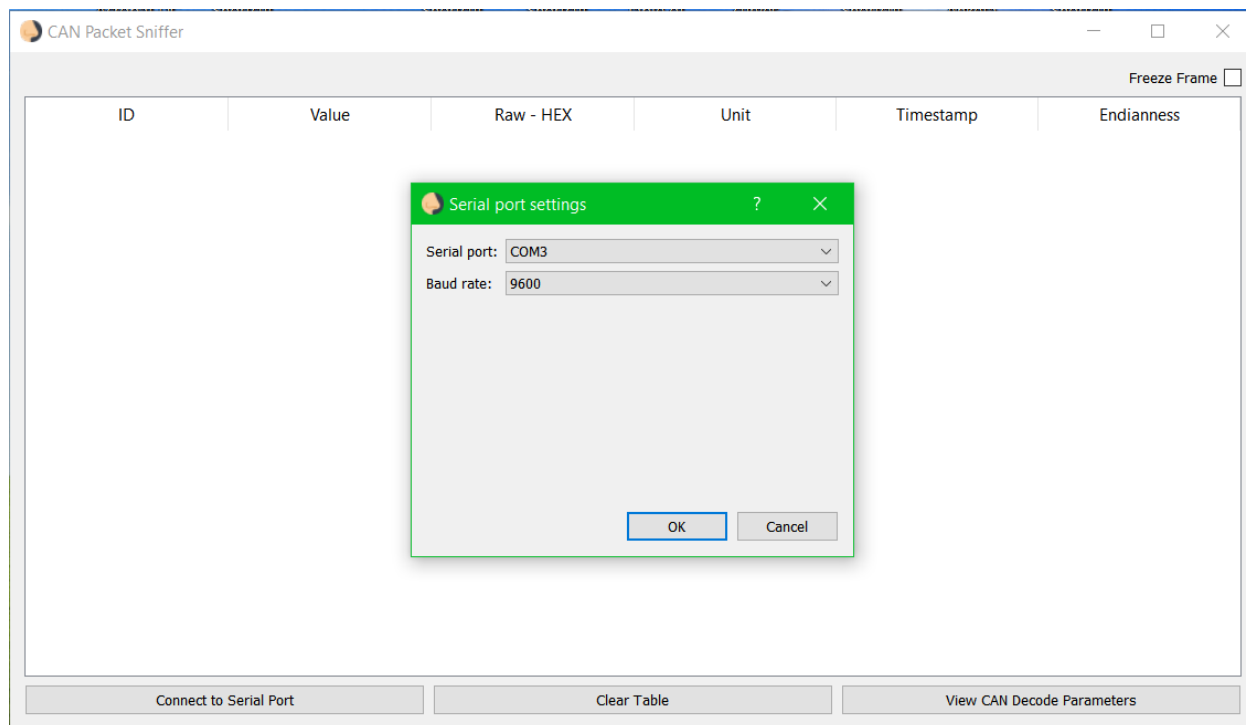 CAN Packet Sniffer
Freeze Frame
ID Value Raw - HEX Unit Timestamp Endianness
Serial port settings ?
Serial port: COM3
Baud rate: 9600
OK Cancel
Connect to Serial Port Clear Table View CAN Decode Parameters